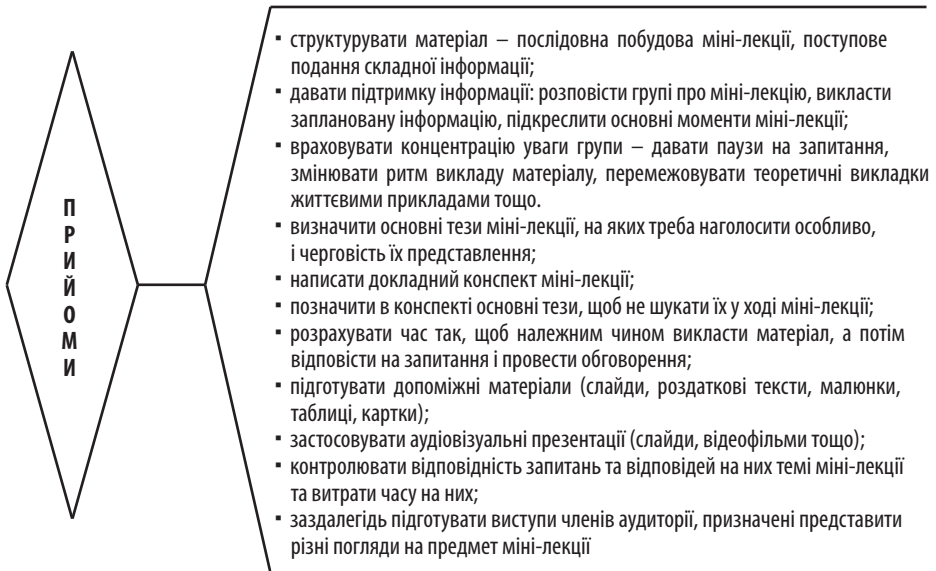 ПРИЙОМИ
▪ структурувати матеріал – послідовна побудова міні-лекції, поступове
подання складної інформації;
▪ давати підтримку інформації: розповісти групі про міні-лекцію, викласти
заплановану інформацію, підкреслити основні моменти міні-лекції;
▪ враховувати концентрацію уваги групи – давати паузи на запитання,
змінювати ритм викладу матеріалу, перемежовувати теоретичні викладки
життєвими прикладами тощо.
▪ визначити основні тези міні-лекції, на яких треба наголосити особливо,
і черговість їх представлення;
▪ написати докладний конспект міні-лекції;
▪ позначити в конспекті основні тези, щоб не шукати їх у ході міні-лекції;
▪ розрахувати час так, щоб належним чином викласти матеріал, а потім
відповісти на запитання і провести обговорення;
▪ підготувати допоміжні матеріали (слайди, роздаткові тексти, малюнки,
таблиці, картки);
▪ застосовувати аудіовізуальні презентації (слайди, відеофільми тощо);
▪ контролювати відповідність запитань та відповідей на них темі міні-лекції
та витрати часу на них;
▪ заздалегідь підготувати виступи членів аудиторії, призначені представити
різні погляди на предмет міні-лекції